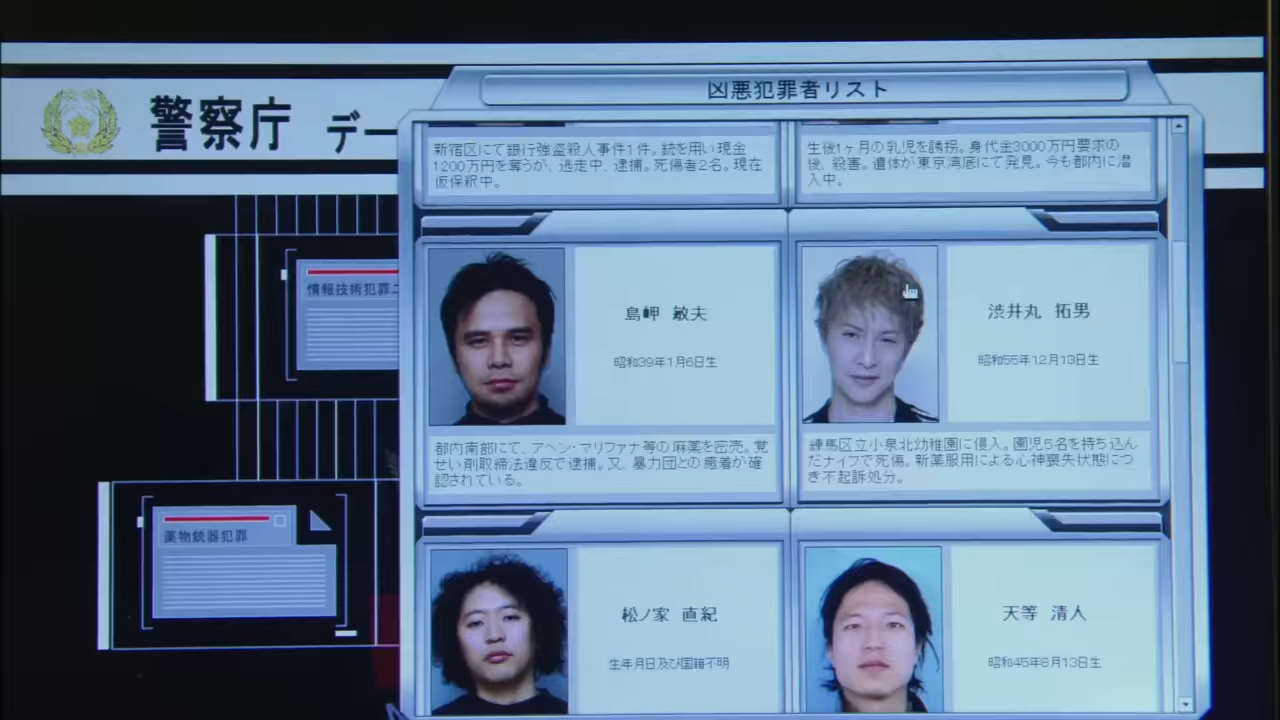 凶悪犯罪者リスト
警察庁 デー
新宿区にて銀行強盗殺人事件1件。銃を用い現金
1200万円を奪うが、逃走中、逮捕。死傷者2名。現在
仮保釈中。
生後1ヶ月の乳児を誘拐。身代金3000万円要求の
後、殺害。遺体が東京湾底にて発見。今も都内に潜
入中。
情報技術犯罪
島岬 敏夫
昭和39年1月6日生
渋井丸 拓男
昭和55年12月13日生
都内南部にて、アヘン・マリファナ等の麻薬を密売。覚
せい剤取締法違反で逮捕。又、暴力団との癒着が確
認されている。
練馬区立小泉北幼稚園に侵入。園児5名を持ち込ん
だナイフで死傷。新薬服用による心神喪失状態につ
き不起訴処分。
薬物銃器犯罪
松ノ家 直紀
生年月日及び国籍不明
天等 清人
昭和45年8月13日生